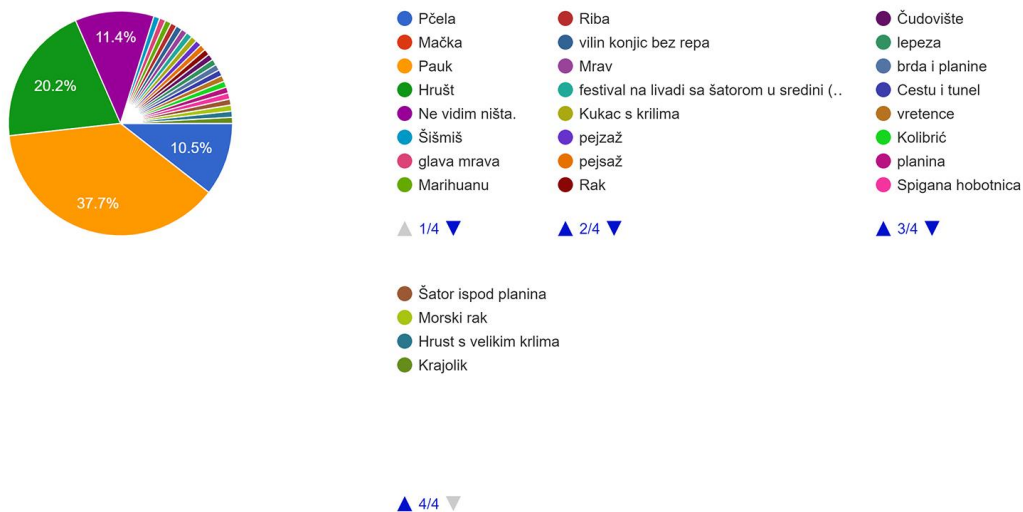 11.4%
20.2%
10.5%
37.7%
Pčela
Mačka
Pauk
Hrušt
Ne vidim ništa.
Šišmiš
glava mrava
Marihuanu
1/4
Riba
vilin konjic bez repa
Mrav
festival na livadi sa šatorom u sredini (..
Kukac s krilima
pejzaž
pejsaž
Rak
2/4
Čudovište
lepeza
brda i planine
Cestu i tunel
vretence
Kolibrić
planina
Spigana hobotnica
3/4
Šator ispod planina
Morski rak
Hrust s velikim krlima
Krajolik
4/4